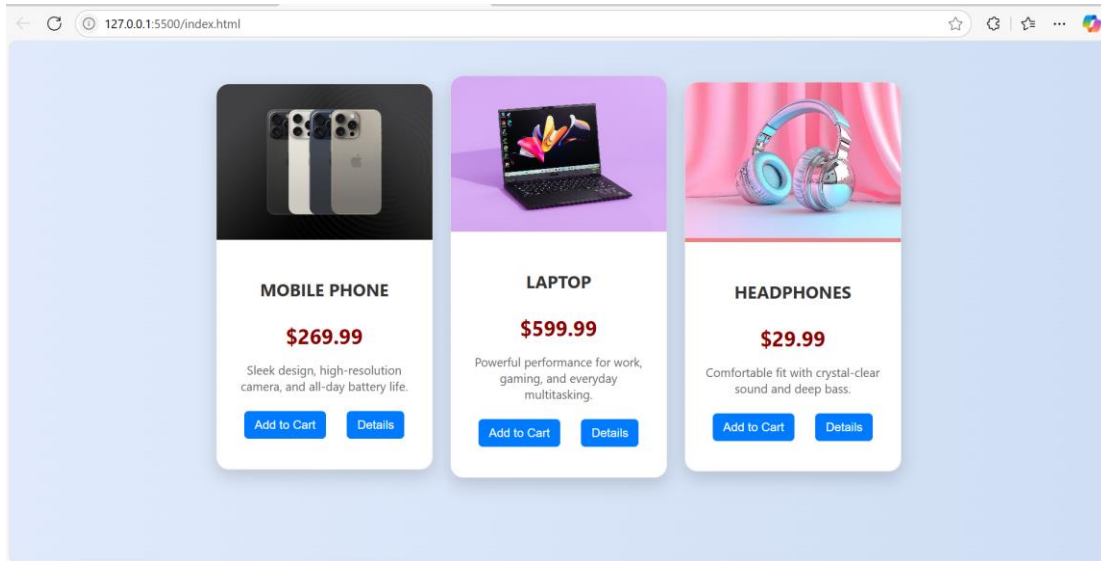 127.0.0.1:5500/index.html
MOBILE PHONE
$269.99
Sleek design, high-resolution
camera, and all-day battery life.
Add to Cart
Details
LAPTOP
$599.99
Powerful performance for work,
gaming, and everyday
multitasking.
Add to Cart
Details
HEADPHONES
$29.99
Comfortable fit with crystal-clear
sound and deep bass.
Add to Cart
Details